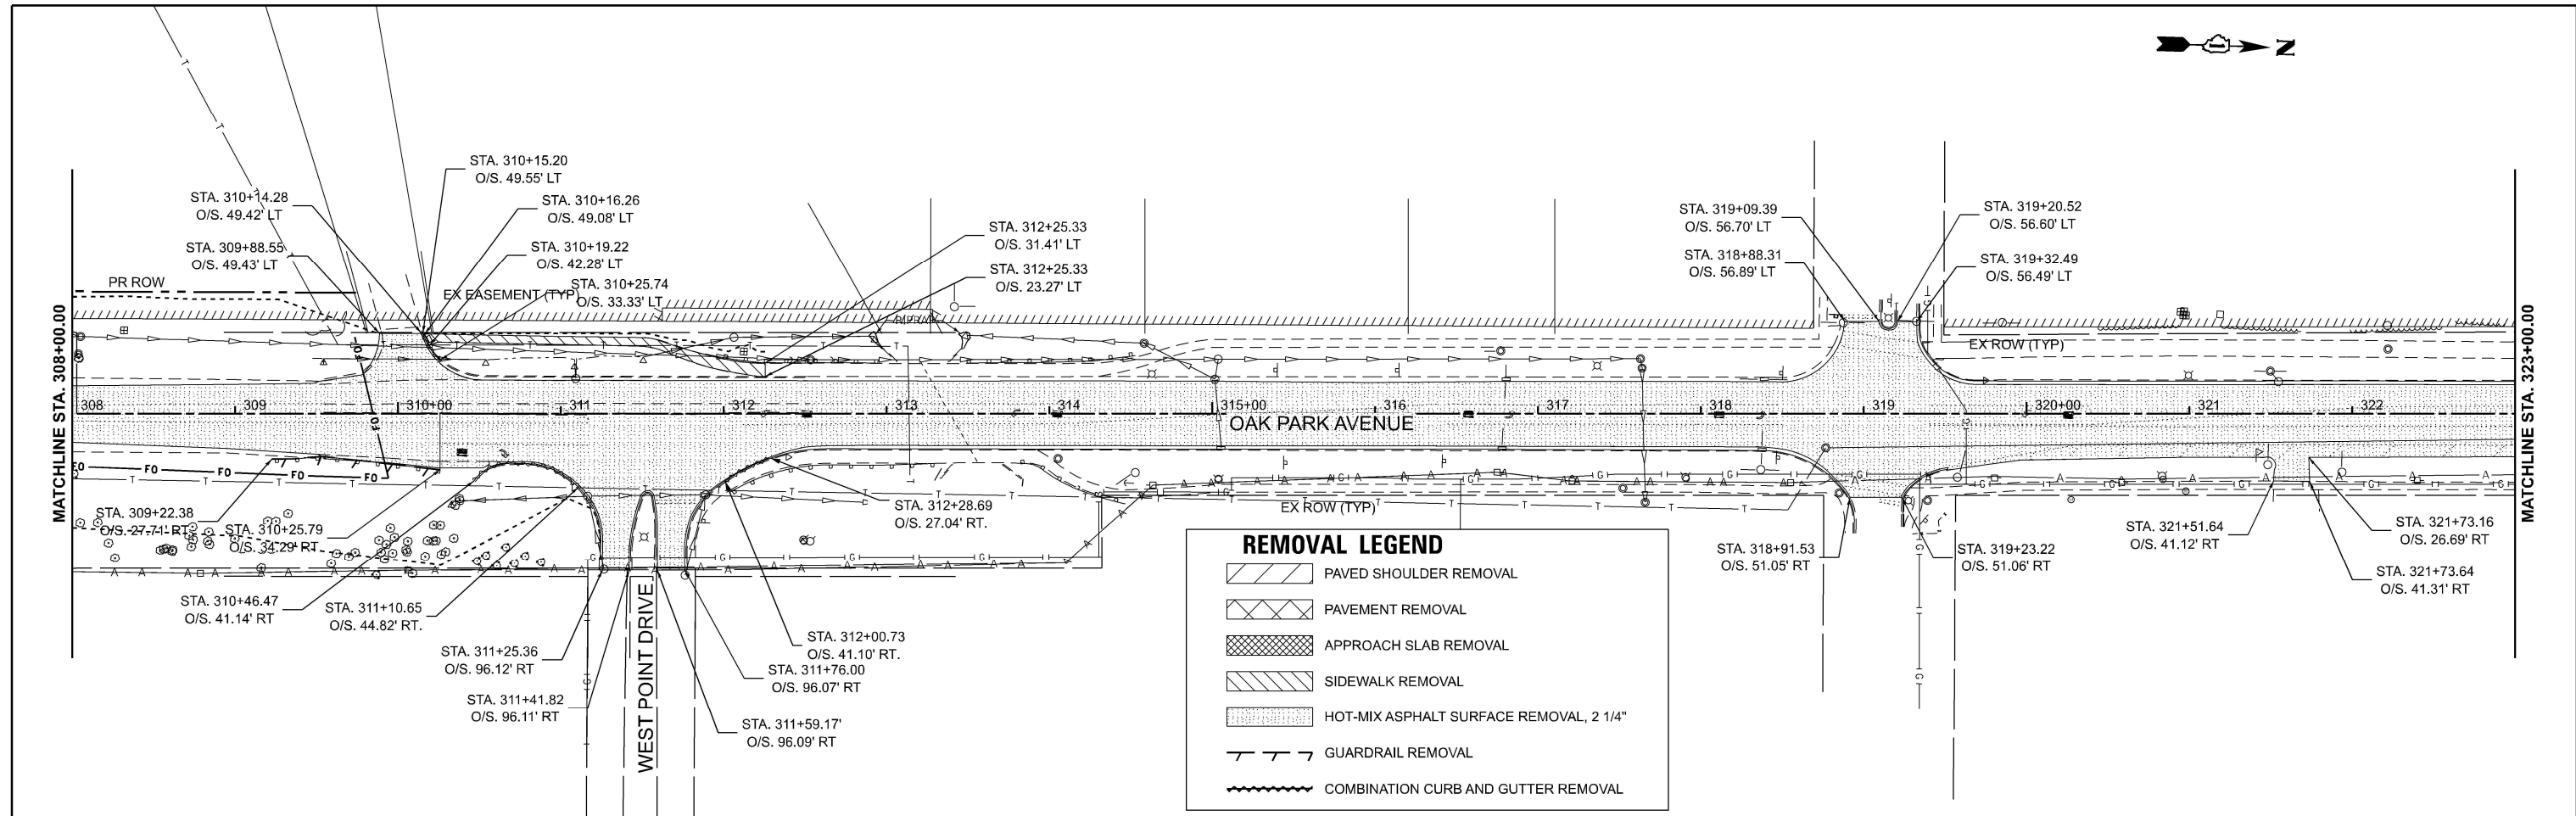 N
STA. 310+15.20
O/S. 49.55' LT
STA. 310+14.28
O/S. 49.42' LT
STA. 310+16.26
O/S. 49.08' LT
STA. 309+88.55
O/S. 49.43' LT
STA. 310+19.22
O/S. 42.28' LT
STA. 310+25.74
O/S. 33.33' LT
STA. 312+25.33
O/S. 31.41' LT
STA. 312+25.33
O/S. 23.27' LT
STA. 319+09.39
O/S. 56.70' LT
STA. 319+20.52
O/S. 56.60' LT
STA. 318+88.31
O/S. 56.89' LT
STA. 319+32.49
O/S. 56.49' LT
PR ROW
EX EASEMENT (TYP)
EX ROW (TYP)
MATCHLINE STA. 308+00.00
308 309 310+00 311 312 313 314 315+00 316 317 318 319 320+00 321 322
OAK PARK AVENUE
MATCHLINE STA. 323+00.00
FO FO FO FO FO
EX ROW (TYP)
STA. 309+22.38
O/S. 27.71' RT
STA. 310+25.79
O/S. 34.29' RT
STA. 310+46.47
O/S. 41.14' RT
STA. 311+10.65
O/S. 44.82' RT.
STA. 311+25.36
O/S. 96.12' RT
STA. 311+41.82
O/S. 96.11' RT
WEST POINT DRIVE
STA. 311+59.17'
O/S. 96.09' RT
STA. 311+76.00
O/S. 96.07' RT
STA. 312+00.73
O/S. 41.10' RT.
STA. 312+28.69
O/S. 27.04' RT.
STA. 318+91.53
O/S. 51.05' RT
STA. 319+23.22
O/S. 51.06' RT
STA. 321+51.64
O/S. 41.12' RT
STA. 321+73.16
O/S. 26.69' RT
STA. 321+73.64
O/S. 41.31' RT
REMOVAL LEGEND
PAVED SHOULDER REMOVAL
PAVEMENT REMOVAL
APPROACH SLAB REMOVAL
SIDEWALK REMOVAL
HOT-MIX ASPHALT SURFACE REMOVAL, 2 1/4"
GUARDRAIL REMOVAL
COMBINATION CURB AND GUTTER REMOVAL